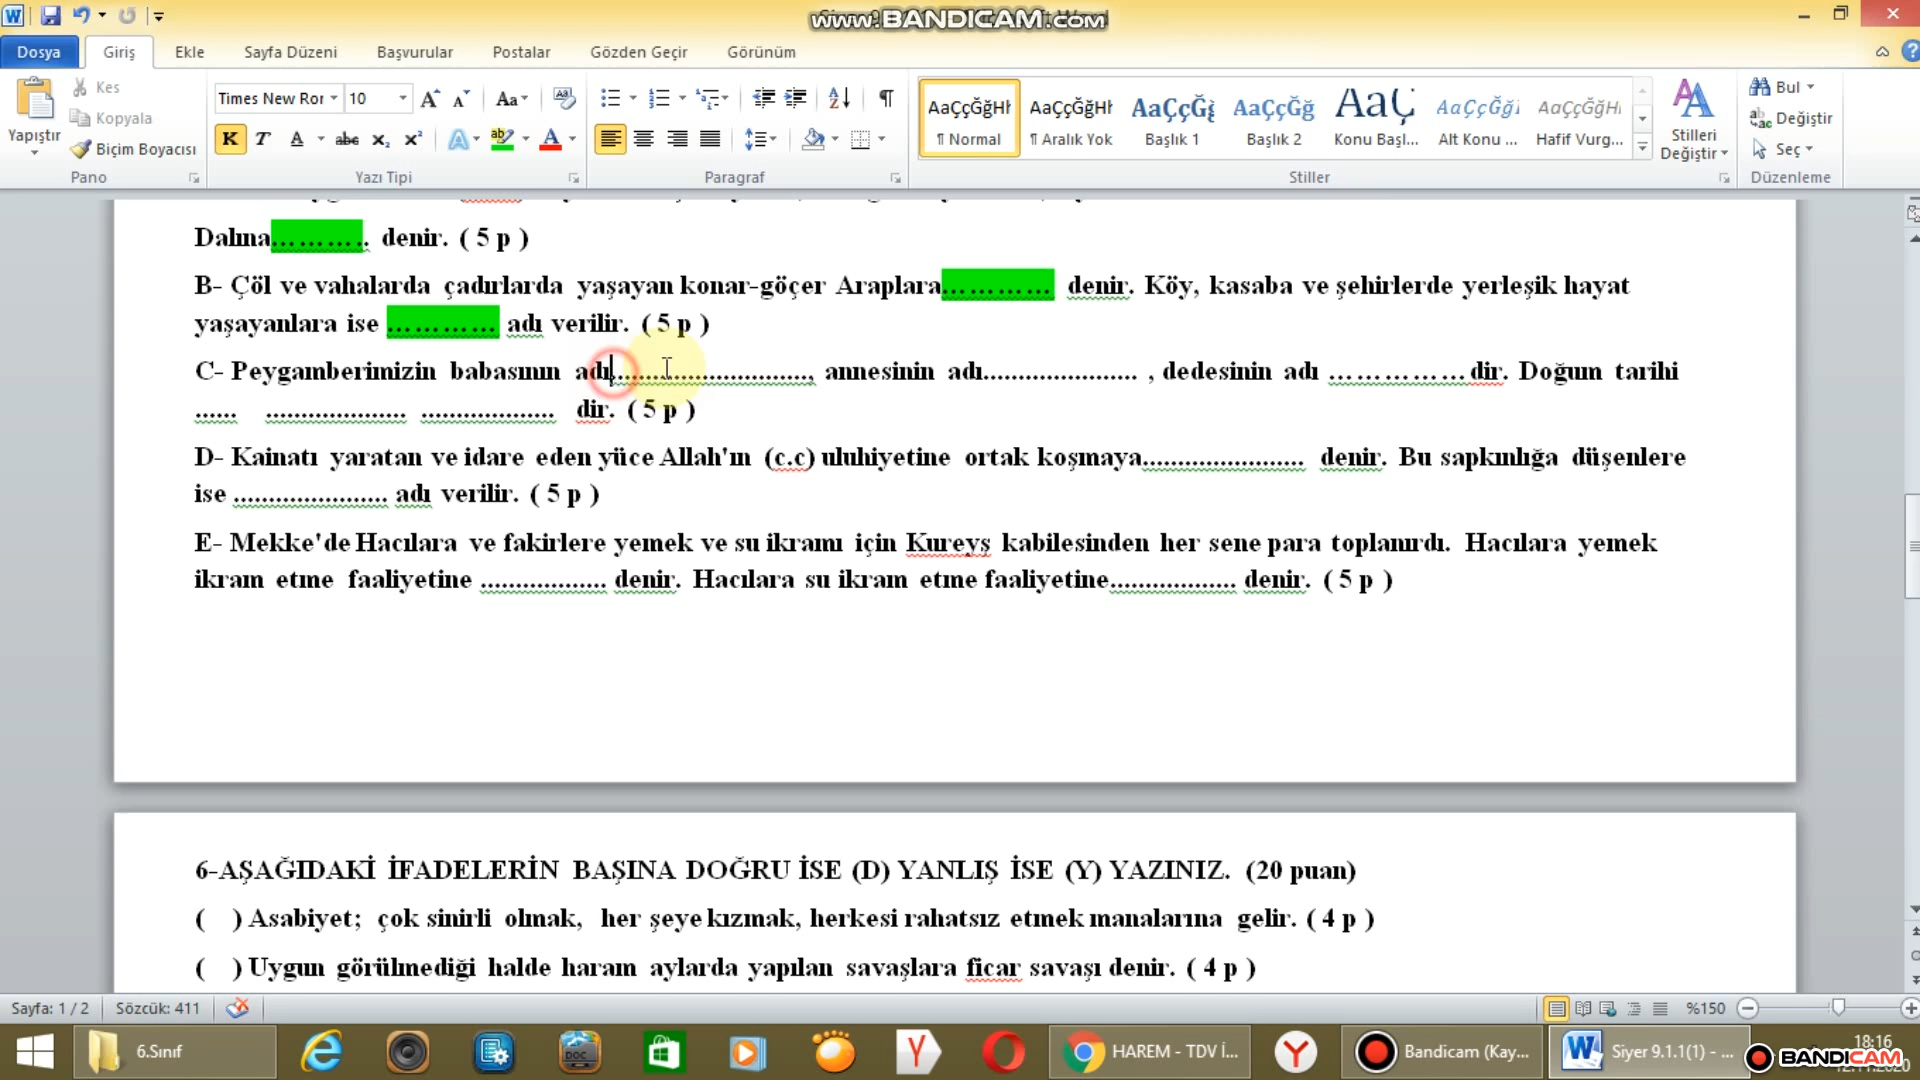 www.BANDICAM.com
Dosya Giriş Ekle Sayfa Düzeni Başvurular Postalar Gözden Geçir Görünüm
Yapıştır
Kes
Kopyala
Biçim Boyacısı
Pano
Times New Ror 10
Yazı Tipi
Paragraf
AaÇçĞğHł AaÇçĞğHł AaÇçĞğ AaÇçĞğ AaÇ AaÇçĞğI AaÇçĞğHı
¶ Normal ¶ Aralık Yok Başlık 1 Başlık 2 Konu Başl... Alt Konu ... Hafif Vurg...
Stiller
Stilleri Değiştir
Bul
Değiştir
Seç
Düzenleme
Dalına……….. denir. ( 5 p )
B- Çöl ve vahalarda çadırlarda yaşayan konar-göçer Araplara………… denir. Köy, kasaba ve şehirlerde yerleşik hayat
yaşayanlara ise ………… adı verilir. ( 5 p )
C- Peygamberimizin babasının adı............................., annesinin adı...................... , dedesinin adı ……………dir. Doğum tarihi
...... .................... ................... dir. ( 5 p )
D- Kainatı yaratan ve idare eden yüce Allah'ın (c.c) uluhiyetine ortak koşmaya....................... denir. Bu sapkınlığa düşenlere
ise ...................... adı verilir. ( 5 p )
E- Mekke'de Hacılara ve fakirlere yemek ve su ikramı için Kureyş kabilesinden her sene para toplanırdı. Hacılara yemek
ikram etme faaliyetine .................. denir. Hacılara su ikram etme faaliyetine.................. denir. ( 5 p )
6-AŞAĞIDAKİ İFADELERİN BAŞINA DOĞRU İSE (D) YANLIŞ İSE (Y) YAZINIZ. (20 puan)
( ) Asabiyet; çok sinirli olmak, her şeye kızmak, herkesi rahatsız etmek manalarına gelir. ( 4 p )
( ) Uygun görülmediği halde haram aylarda yapılan savaşlara ficar savaşı denir. ( 4 p )
Sayfa: 1 / 2 Sözcük: 411 %150
6.Sınıf HAREM - TDV İ... Bandicam (Kay... Siyer 9.1.1(1) - ... 18:16
BANDICAM